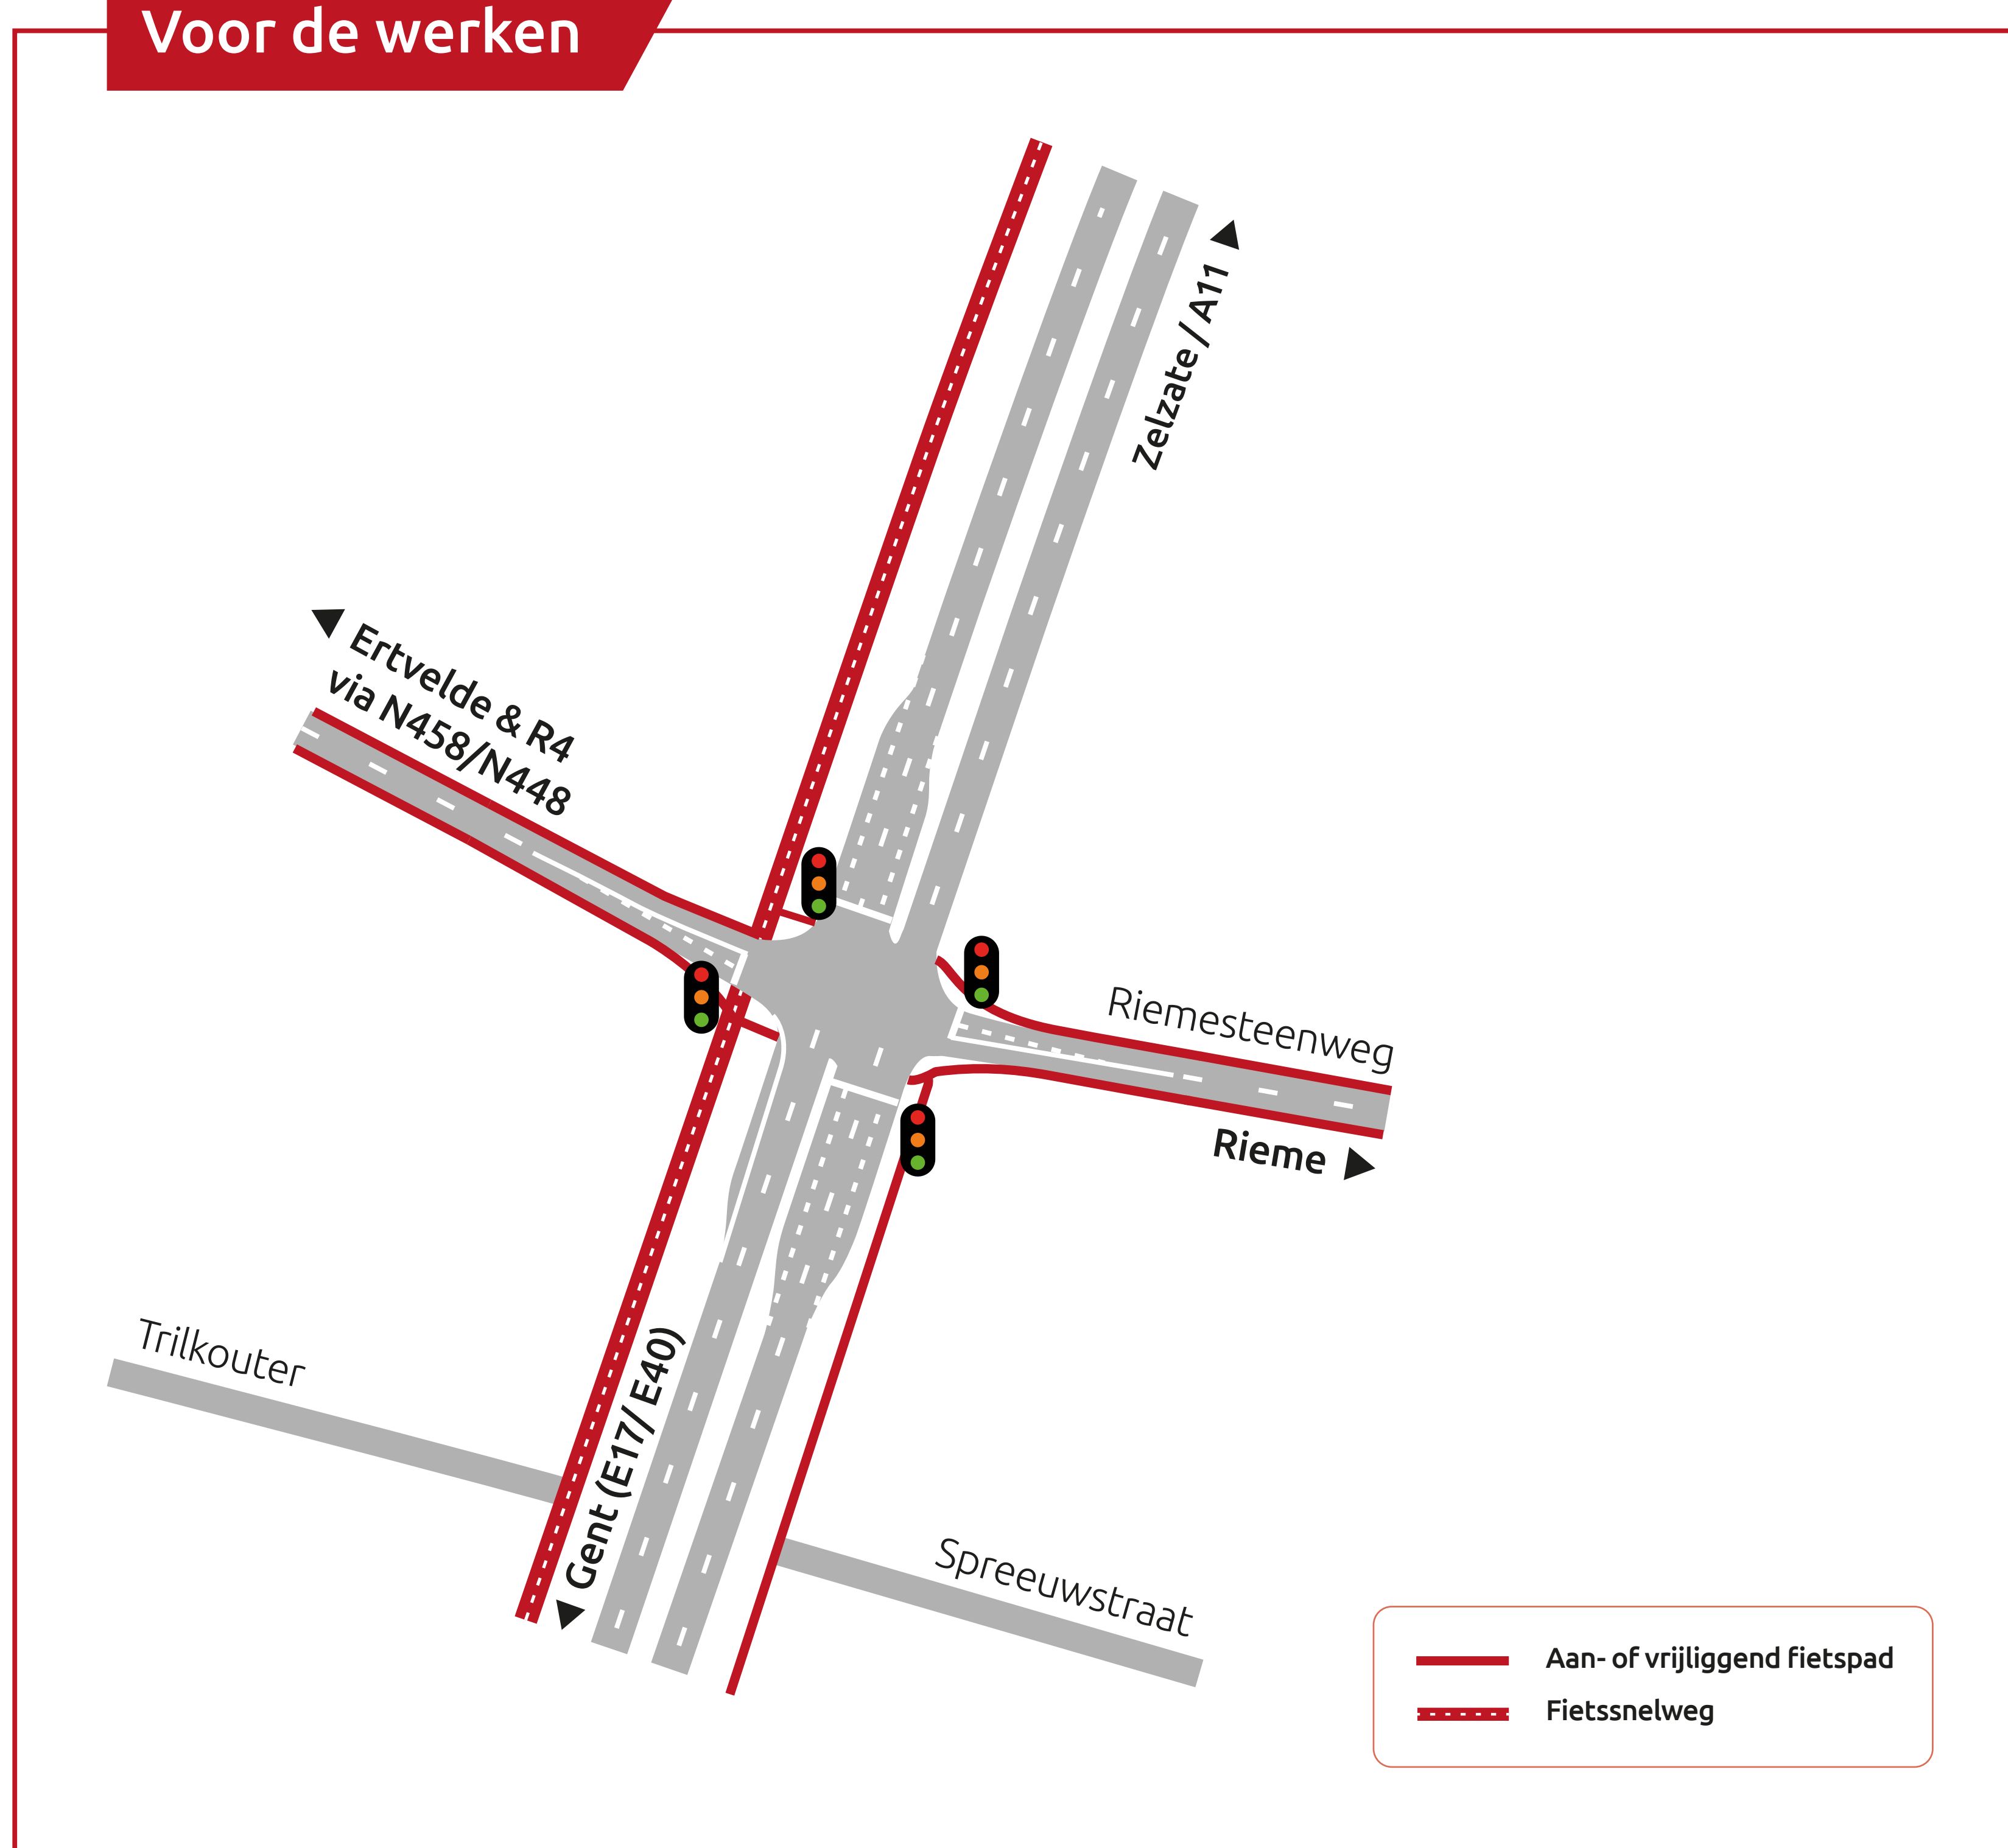 Voor de werken
Zelzate / A11
Ertvelde & R4
via N458/N448
Riemesteenweg
Rieme
Trilkouter
Gent (E17/ E40)
Spreeuwstraat
Aan- of vrijliggend fietspad
Fietssnelweg